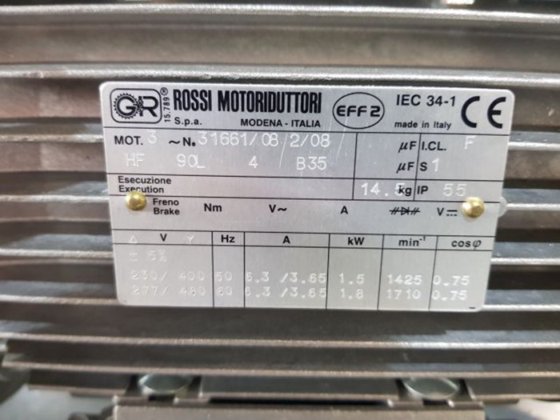 GR 15.789® ROSSI MOTORIDUTTORI EFF2 IEC 34-1 CE
S.p.a. MODENA - ITALIA made in Italy
MOT. 3 ~ N. 31661/08 2/08 µF I.CL. F
HF 90L 4 B35 µF S 1
Esecuzione
Execution 14.5 kg IP 55
Freno
Brake Nm V~ A V
Δ V Y Hz A kW min⁻¹ cosφ
± 5%
230/ 400 50 6.3 /3.65 1.5 1425 0.75
277/ 480 60 6.3 /3.65 1.8 1710 0.75